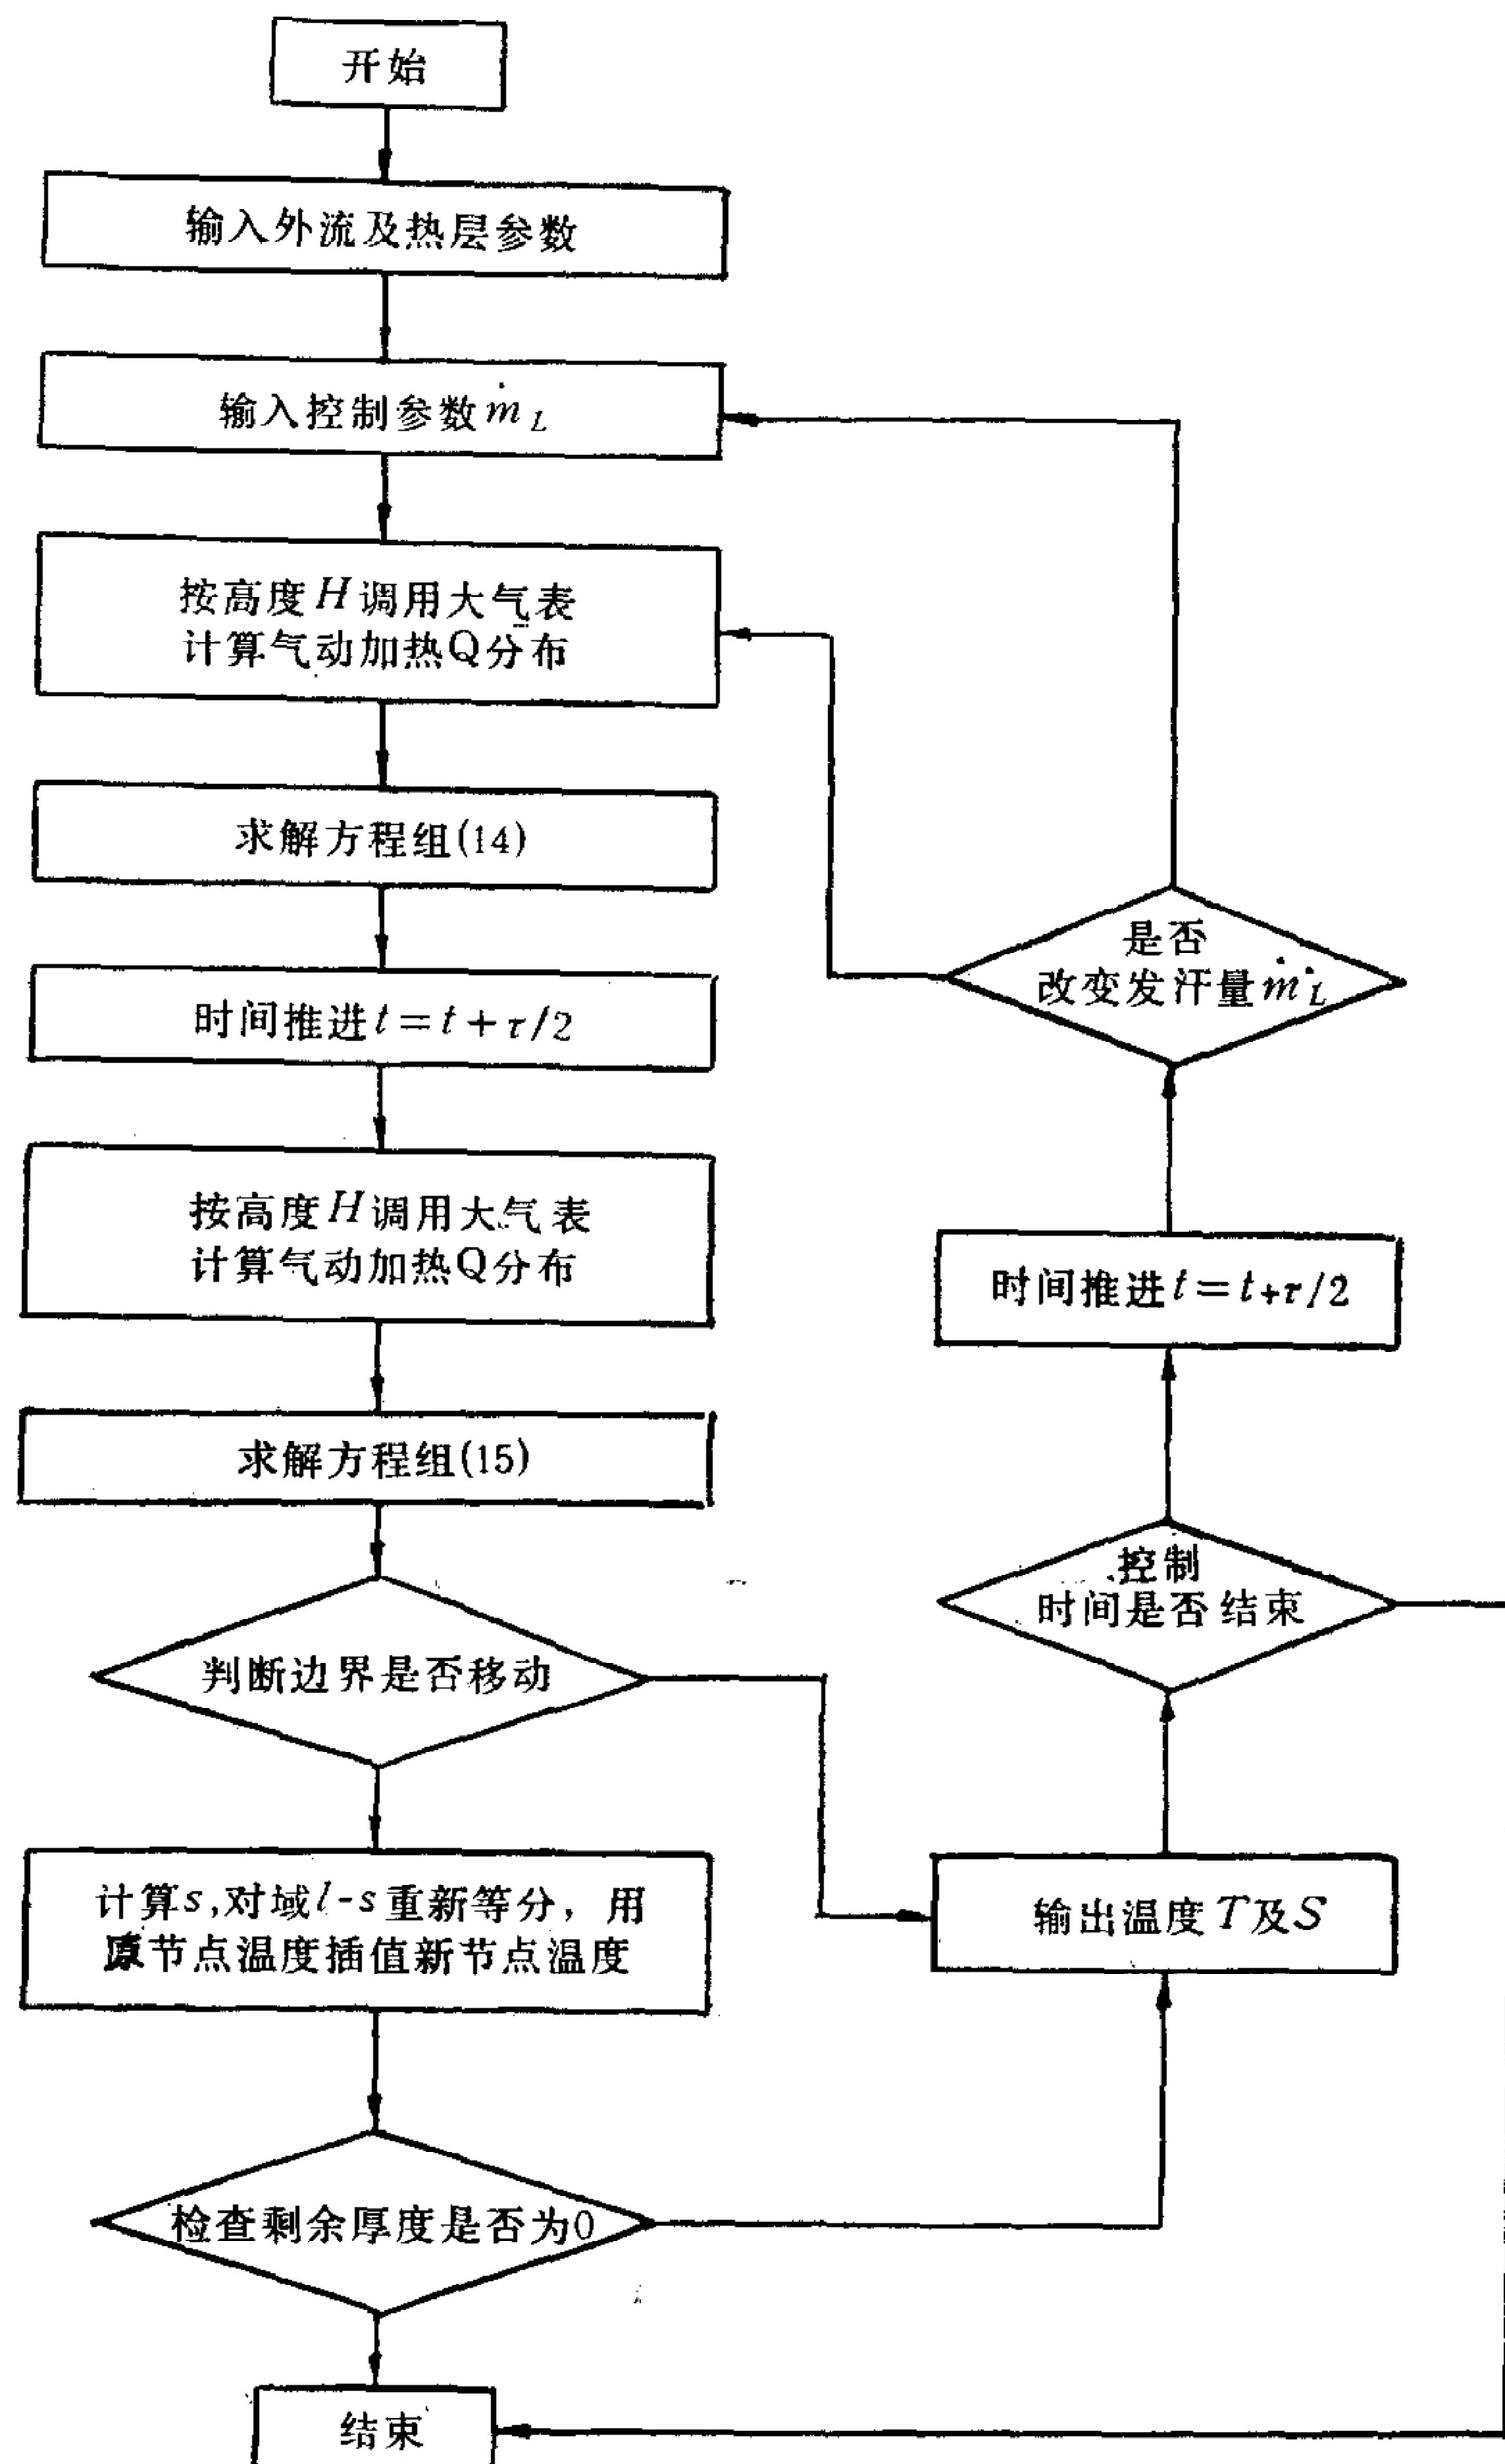 开始
输入外流及热层参数
输入控制参数ṁL
按高度H调用大气表
计算气动加热Q分布
求解方程组(14)
时间推进t=t+τ/2
按高度H调用大气表
计算气动加热Q分布
求解方程组(15)
判断边界是否移动
计算s,对域l-s重新等分,用
原节点温度插值新节点温度
检查剩余厚度是否为0
结束
是否
改变发汗量ṁL
时间推进t=t+τ/2
控制
时间是否结束
输出温度T及S